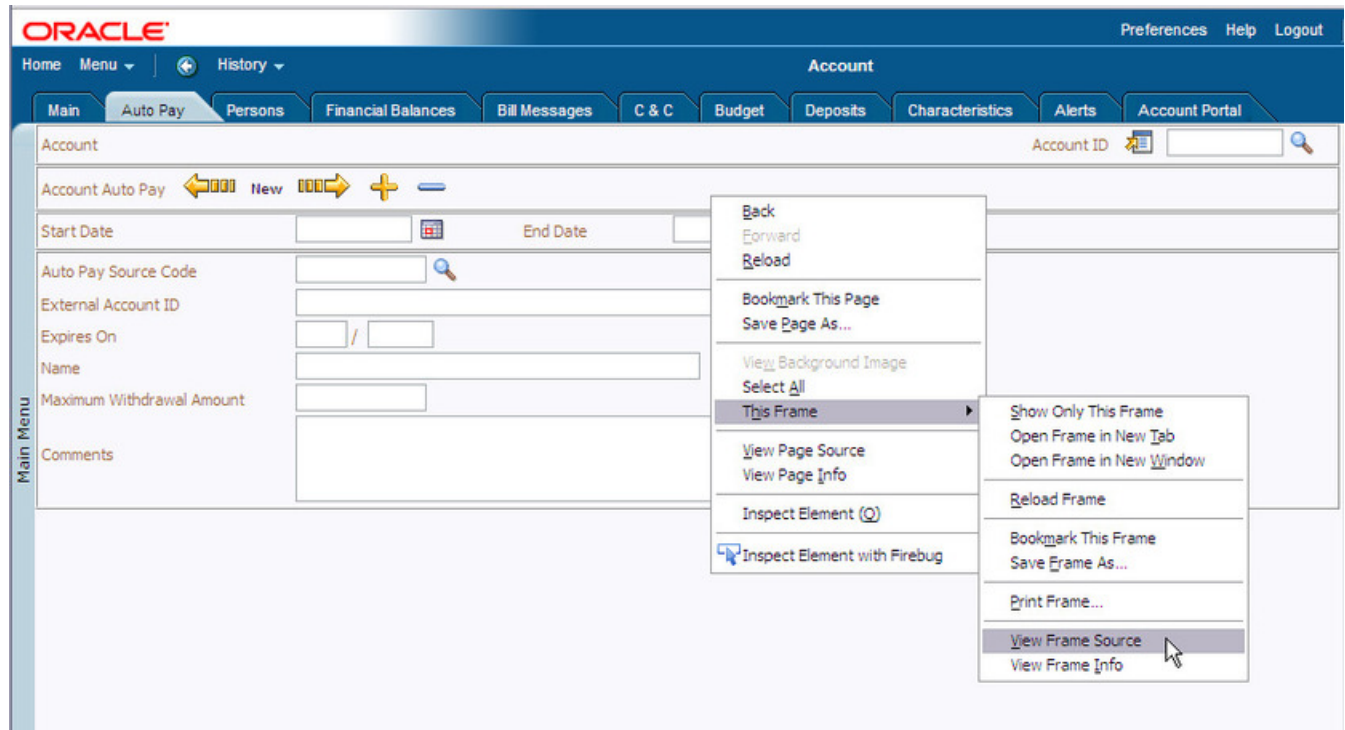 ORACLE
Preferences Help Logout
Home Menu History Account
Main Auto Pay Persons Financial Balances Bill Messages C & C Budget Deposits Characteristics Alerts Account Portal
Account Account ID
Account Auto Pay New
Start Date End Date
Auto Pay Source Code
External Account ID
Expires On /
Name
Maximum Withdrawal Amount
Comments
Main Menu
Back
Forward
Reload
Bookmark This Page
Save Page As...
View Background Image
Select All
This Frame
View Page Source
View Page Info
Inspect Element (Q)
Inspect Element with Firebug
Show Only This Frame
Open Frame in New Tab
Open Frame in New Window
Reload Frame
Bookmark This Frame
Save Frame As...
Print Frame...
View Frame Source
View Frame Info